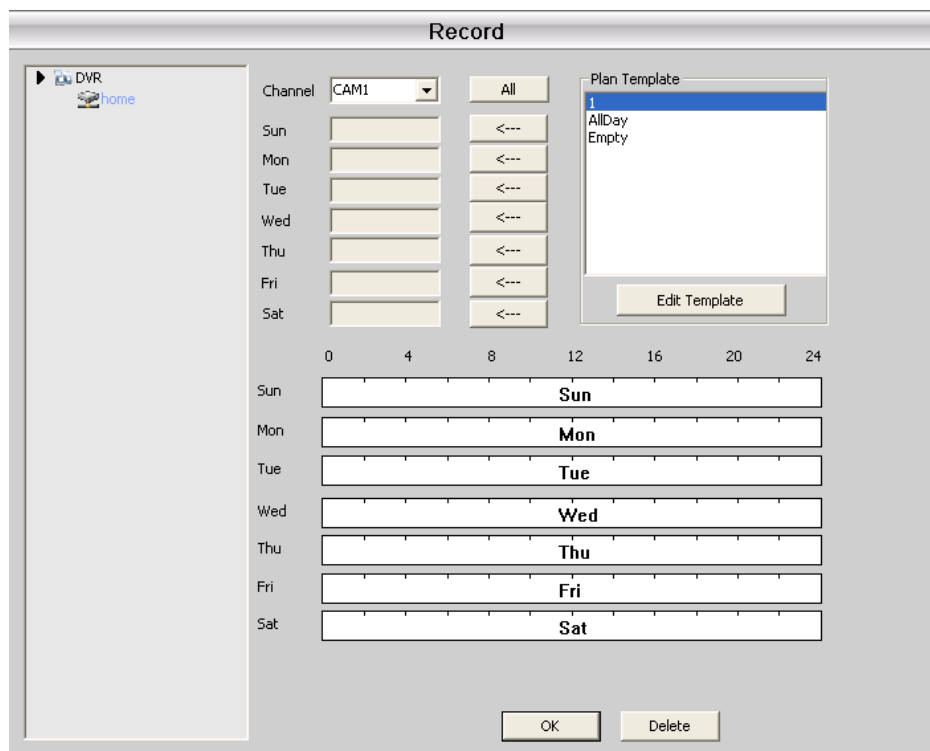 Record
DVR
home
Channel CAM1 All
Sun <---
Mon <---
Tue <---
Wed <---
Thu <---
Fri <---
Sat <---
Plan Template
1
AllDay
Empty
Edit Template
0 4 8 12 16 20 24
Sun Sun
Mon Mon
Tue Tue
Wed Wed
Thu Thu
Fri Fri
Sat Sat
OK Delete